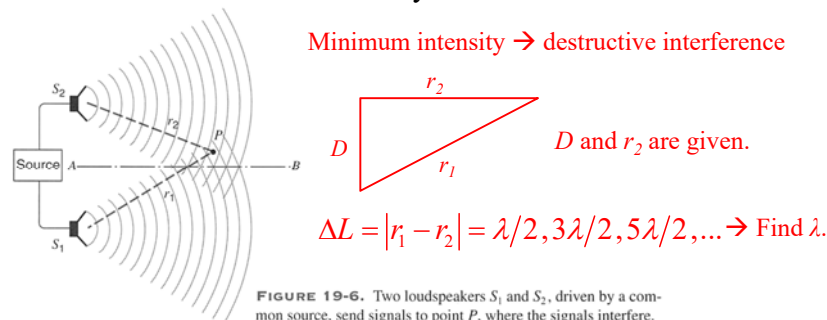 Minimum intensity → destructive interference
S₂
r₂
P
Source
A
B
r₁
S₁
r₂
D
r₁
D and r₂ are given.
ΔL = |r₁ − r₂| = λ/2, 3λ/2, 5λ/2, ... → Find λ.
FIGURE 19-6. Two loudspeakers S₁ and S₂, driven by a com-
mon source, send signals to point P, where the signals interfere.